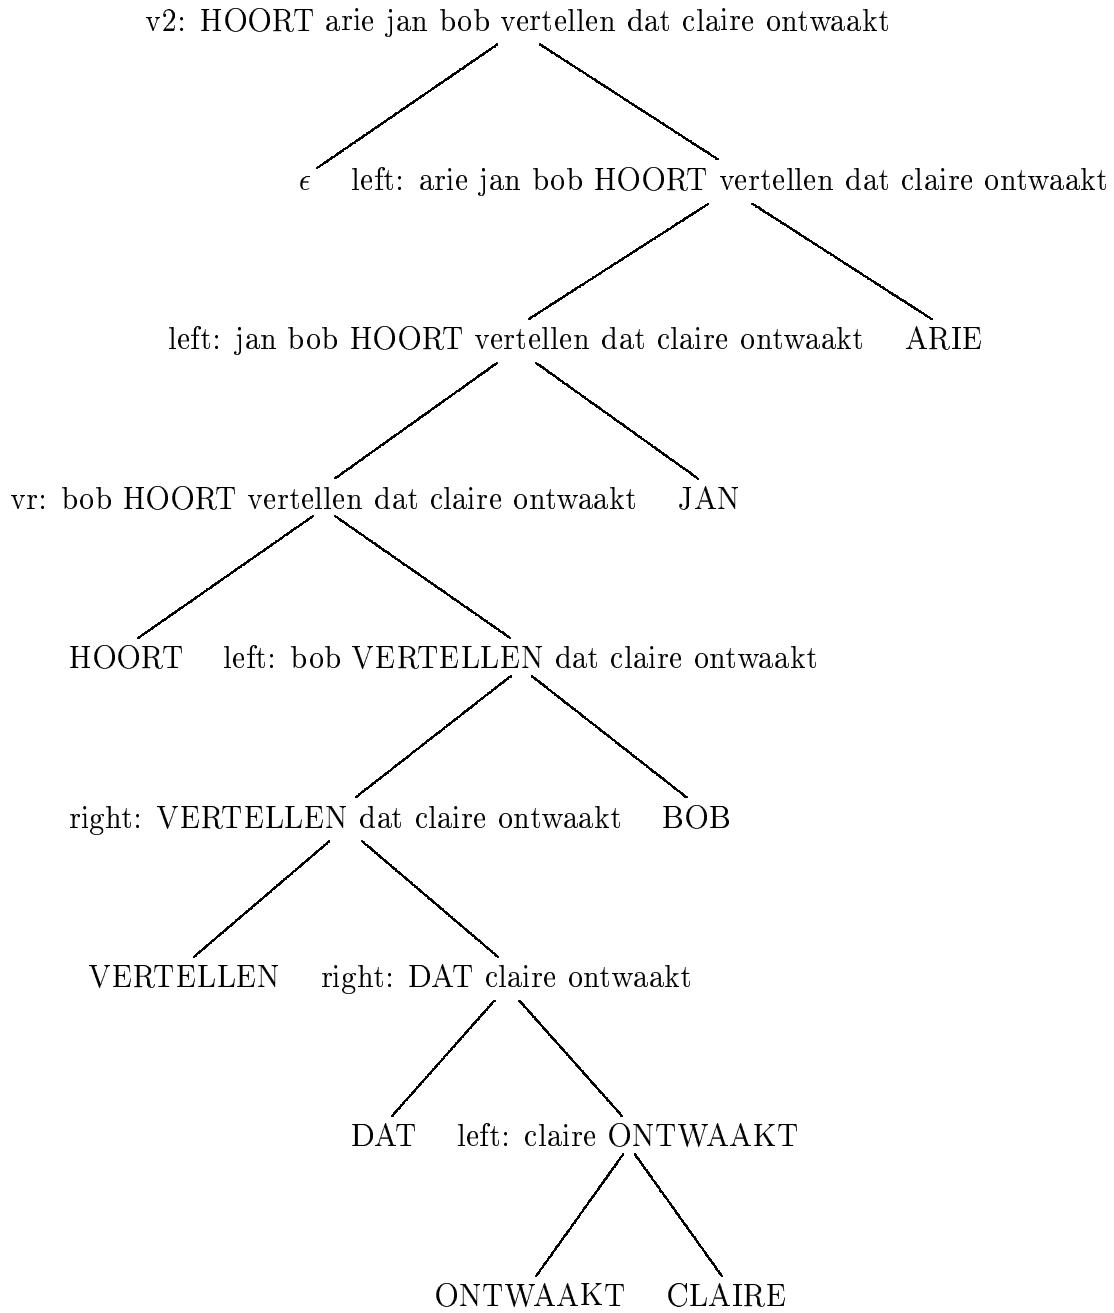 v2: HOORT arie jan bob vertellen dat claire ontwaakt
ϵ left: arie jan bob HOORT vertellen dat claire ontwaakt
left: jan bob HOORT vertellen dat claire ontwaakt ARIE
vr: bob HOORT vertellen dat claire ontwaakt JAN
HOORT left: bob VERTELLEN dat claire ontwaakt
right: VERTELLEN dat claire ontwaakt BOB
VERTELLEN right: DAT claire ontwaakt
DAT left: claire ONTWAAKT
ONTWAAKT CLAIRE